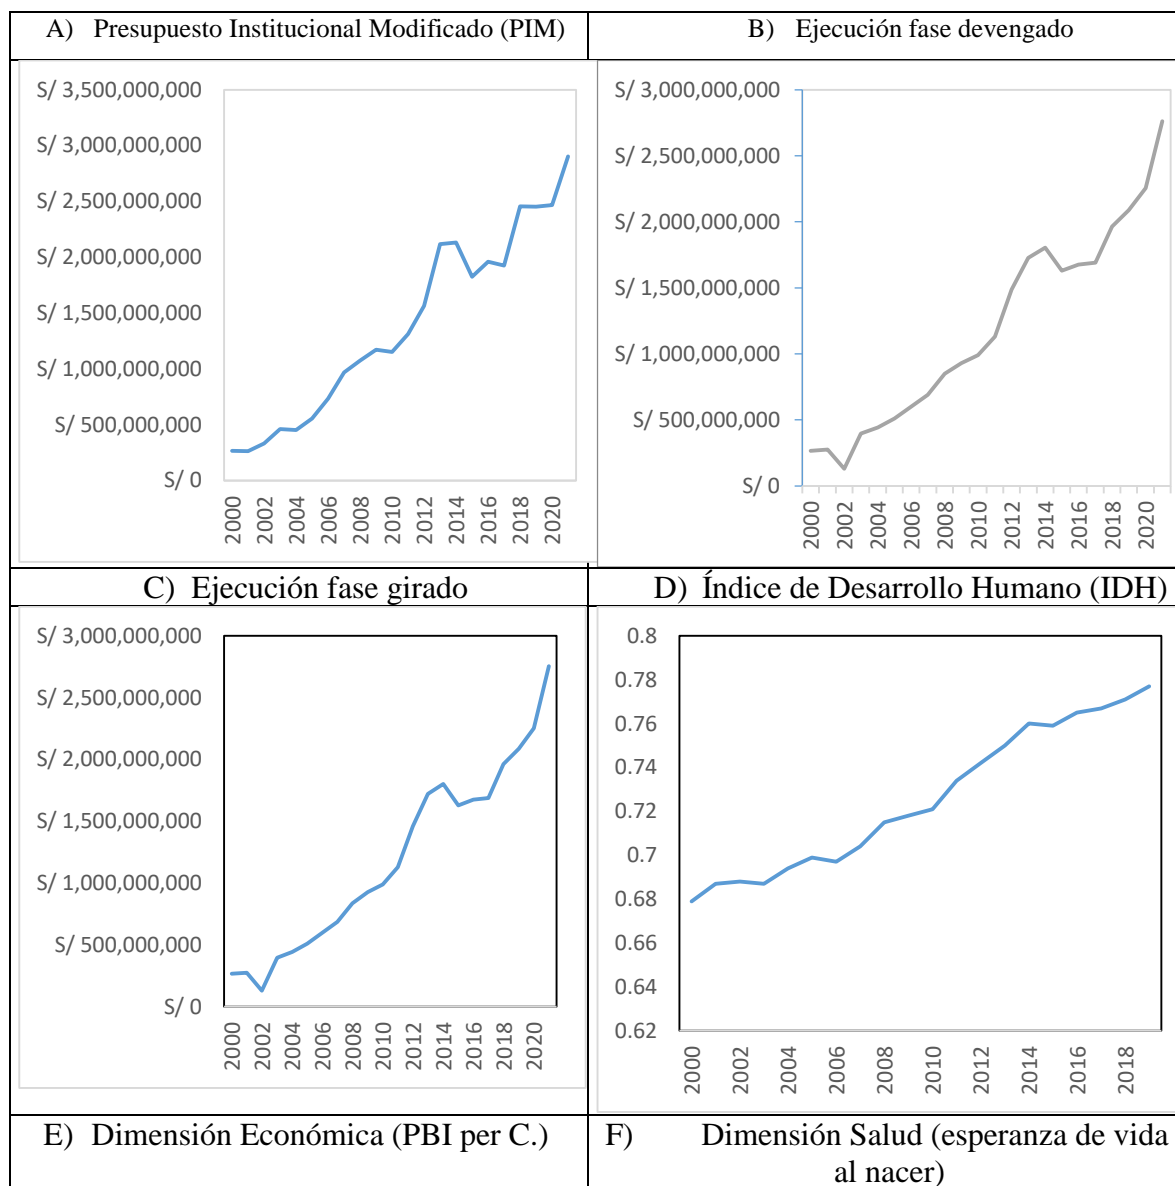 A) Presupuesto Institucional Modificado (PIM)
B) Ejecución fase devengado
S/ 3,500,000,000
S/ 3,000,000,000
S/ 2,500,000,000
S/ 2,000,000,000
S/ 1,500,000,000
S/ 1,000,000,000
S/ 500,000,000
S/ 0
2000
2002
2004
2006
2008
2010
2012
2014
2016
2018
2020
S/ 3,000,000,000
S/ 2,500,000,000
S/ 2,000,000,000
S/ 1,500,000,000
S/ 1,000,000,000
S/ 500,000,000
S/ 0
2000
2002
2004
2006
2008
2010
2012
2014
2016
2018
2020
C) Ejecución fase girado
D) Índice de Desarrollo Humano (IDH)
S/ 3,000,000,000
S/ 2,500,000,000
S/ 2,000,000,000
S/ 1,500,000,000
S/ 1,000,000,000
S/ 500,000,000
S/ 0
2000
2002
2004
2006
2008
2010
2012
2014
2016
2018
2020
0.8
0.78
0.76
0.74
0.72
0.7
0.68
0.66
0.64
0.62
2000
2002
2004
2006
2008
2010
2012
2014
2016
2018
E) Dimensión Económica (PBI per C.)
F) Dimensión Salud (esperanza de vida
al nacer)